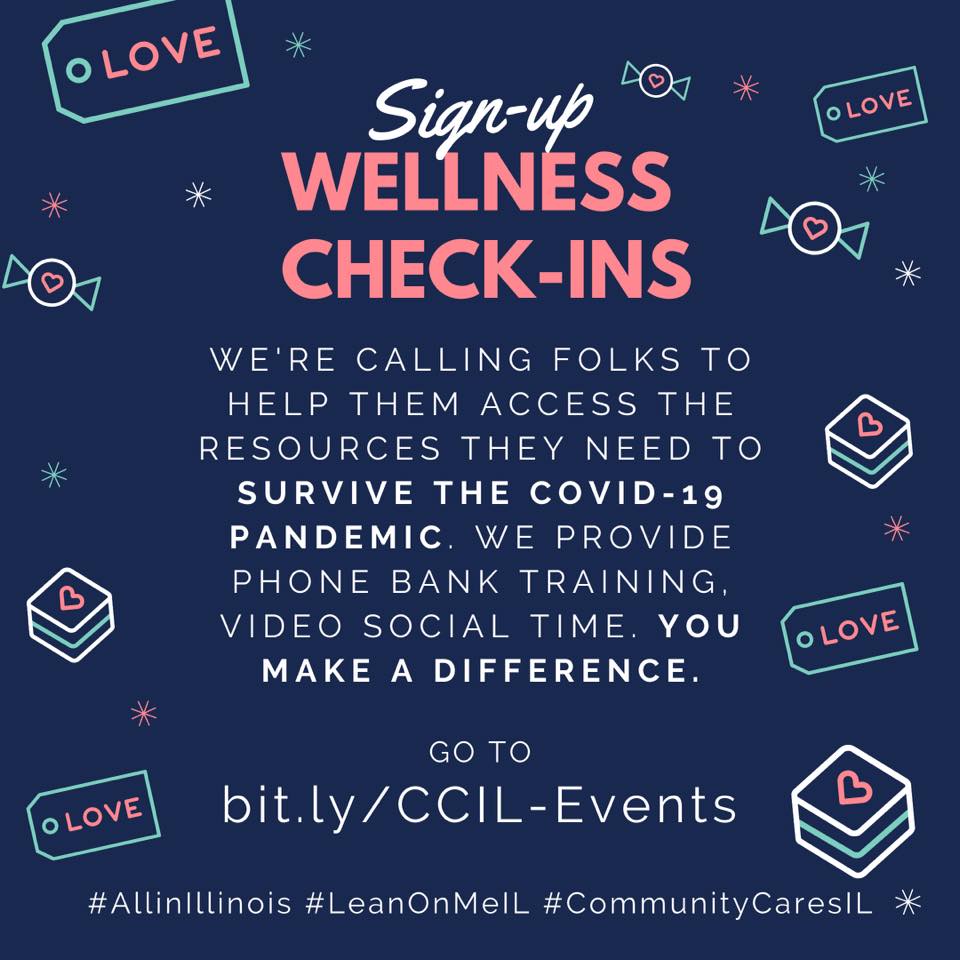 LOVE
Sign-up
LOVE
WELLNESS
CHECK-INS
WE'RE CALLING FOLKS TO
HELP THEM ACCESS THE
RESOURCES THEY NEED TO
SURVIVE THE COVID-19
PANDEMIC. WE PROVIDE
PHONE BANK TRAINING,
VIDEO SOCIAL TIME. YOU
MAKE A DIFFERENCE.
LOVE
GO TO
bit.ly/CCIL-Events
LOVE
#AllinIllinois #LeanOnMeIL #CommunityCaresIL